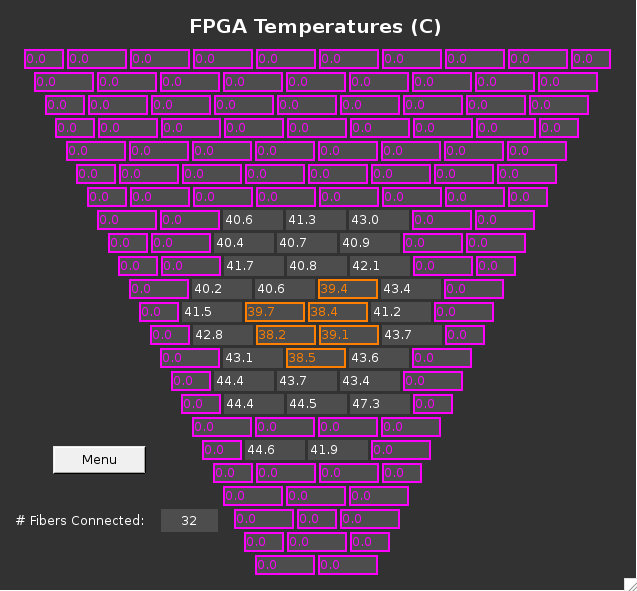 FPGA Temperatures (C)
0.0 0.0 0.0 0.0 0.0 0.0 0.0 0.0 0.0 0.0
0.0 0.0 0.0 0.0 0.0 0.0 0.0 0.0 0.0
0.0 0.0 0.0 0.0 0.0 0.0 0.0 0.0 0.0
0.0 0.0 0.0 0.0 0.0 0.0 0.0 0.0 0.0
0.0 0.0 0.0 0.0 0.0 0.0 0.0 0.0
0.0 0.0 0.0 0.0 0.0 0.0 0.0 0.0
0.0 0.0 0.0 0.0 0.0 0.0 0.0 0.0
0.0 0.0 40.6 41.3 43.0 0.0 0.0
0.0 0.0 40.4 40.7 40.9 0.0 0.0
0.0 0.0 41.7 40.8 42.1 0.0 0.0
0.0 40.2 40.6 39.4 43.4 0.0
0.0 41.5 39.7 38.4 41.2 0.0
0.0 42.8 38.2 39.1 43.7 0.0
0.0 43.1 38.5 43.6 0.0
0.0 44.4 43.7 43.4 0.0
0.0 44.4 44.5 47.3 0.0
0.0 0.0 0.0 0.0
0.0 44.6 41.9 0.0
Menu
0.0 0.0 0.0 0.0
0.0 0.0 0.0
# Fibers Connected: 32
0.0 0.0 0.0
0.0 0.0 0.0
0.0 0.0